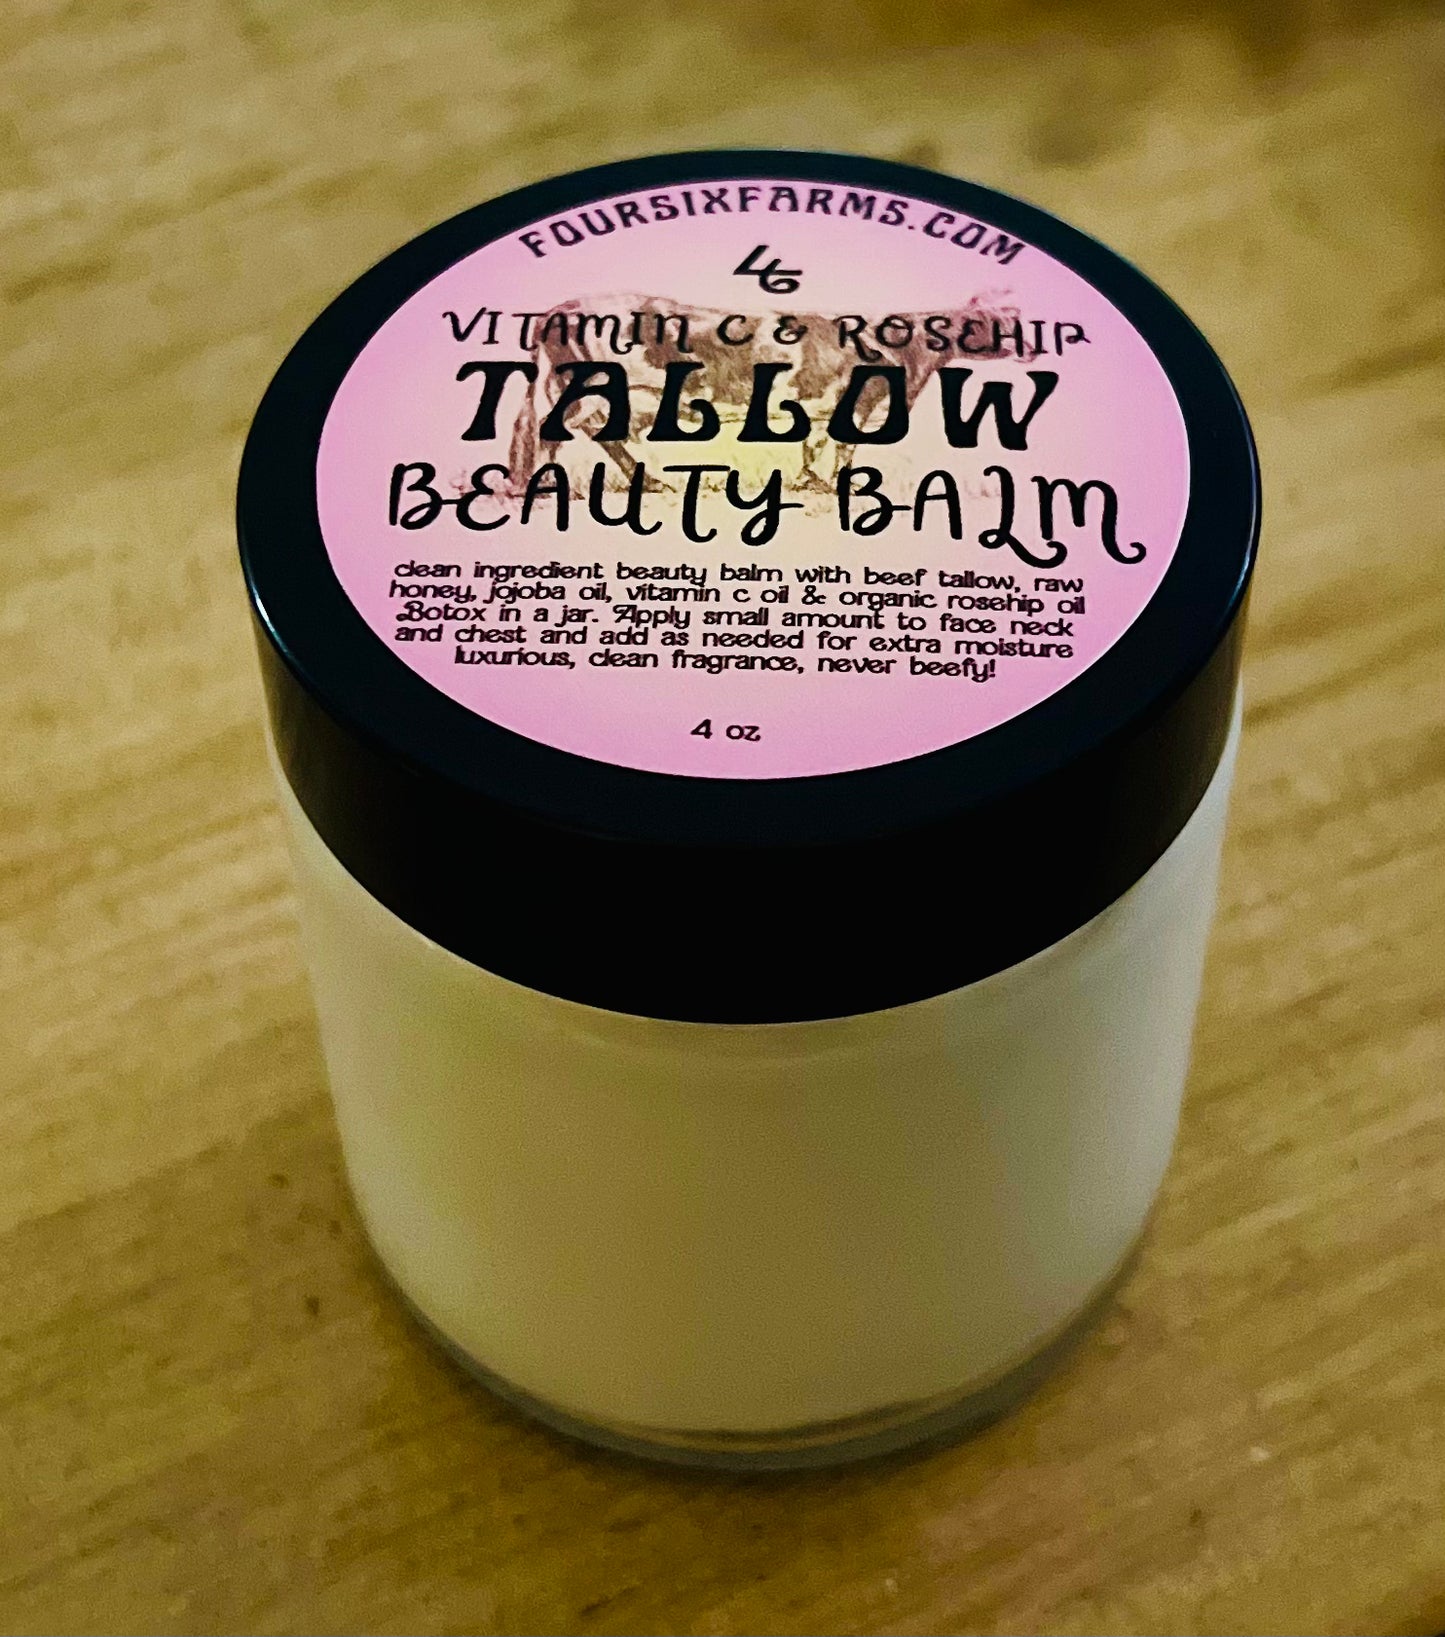 FOURSIXFARMS.COM
46
VITAMIN C & ROSEHIP
TALLOW
BEAUTY BALM
clean ingredient beauty balm with beef tallow, raw
honey, jojoba oil, vitamin c oil & organic rosehip oil
Botox in a jar. Apply small amount to face neck
and chest and add as needed for extra moisture
luxurious, clean fragrance, never beefy!
4 oz